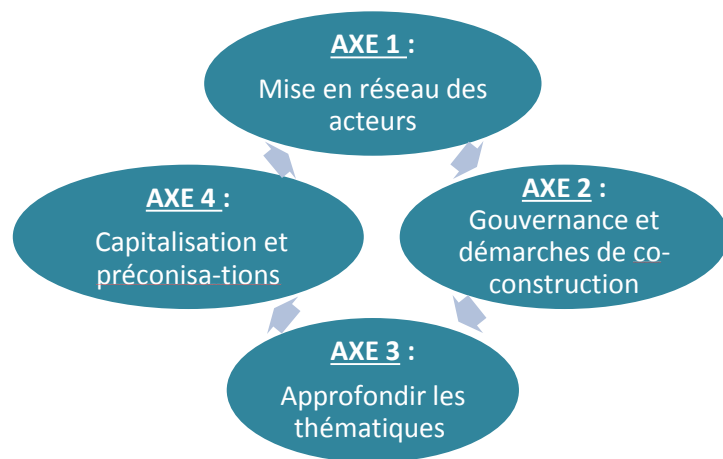 AXE 1 :
Mise en réseau des
acteurs
AXE 2 :
Gouvernance et
démarches de co-
construction
AXE 3 :
Approfondir les
thématiques
AXE 4 :
Capitalisation et
préconisa-tions